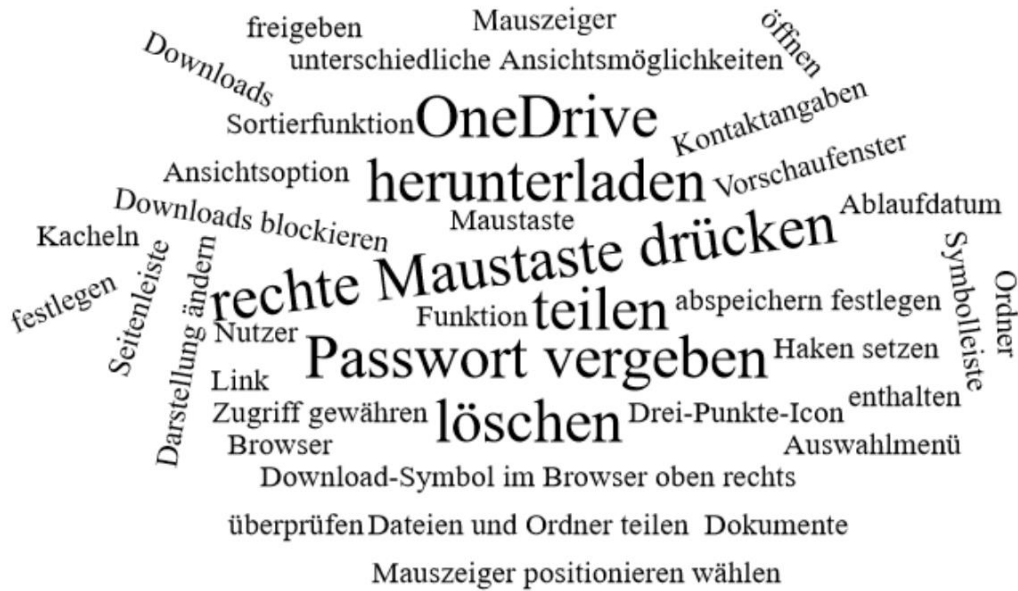 freigeben
Mauszeiger
öffnen
Downloads
unterschiedliche Ansichtsmöglichkeiten
Sortierfunktion
OneDrive
Kontaktangaben
Ansichtsoption
herunterladen
Vorschaufenster
Downloads blockieren
Maustaste
Ablaufdatum
Kacheln
rechte Maustaste drücken
festlegen
Seitenleiste
Darstellung ändern
Nutzer
Funktion
teilen
abspeichern festlegen
Symbolleiste
Ordner
Passwort vergeben
Haken setzen
Link
Zugriff gewähren
löschen
Drei-Punkte-Icon
enthalten
Browser
Auswahlmenü
Download-Symbol im Browser oben rechts
überprüfen
Dateien und Ordner teilen
Dokumente
Mauszeiger positionieren wählen